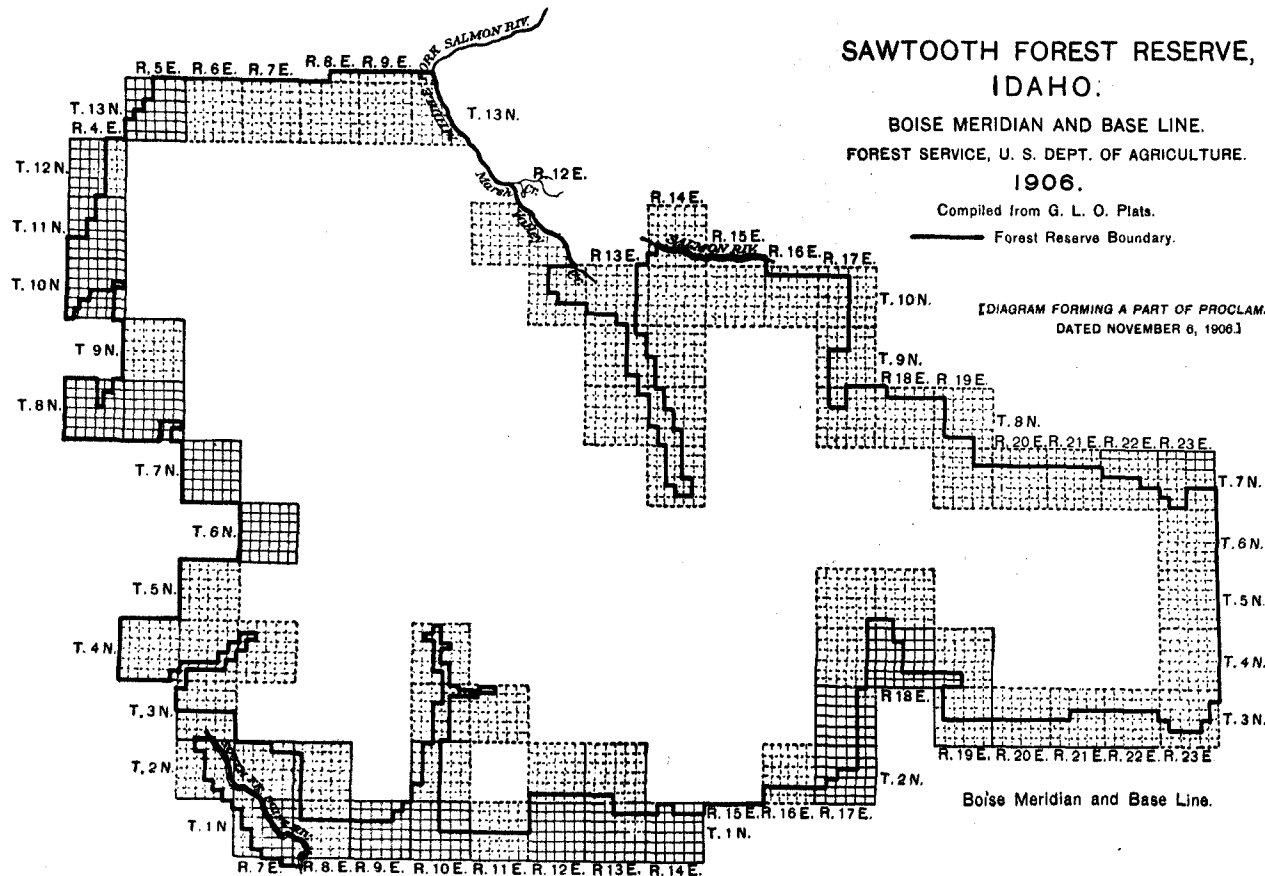 SAWTOOTH FOREST RESERVE,
IDAHO.
BOISE MERIDIAN AND BASE LINE.
FOREST SERVICE, U. S. DEPT. OF AGRICULTURE.
1906.
Compiled from G. L. O. Plats.
Forest Reserve Boundary.
[DIAGRAM FORMING A PART OF PROCLAM.
DATED NOVEMBER 6, 1906.]
FORK SALMON RIV.
R. 5 E. R. 6 E. R. 7 E. R. 8. E. R. 9. E.
T. 13 N.
T. 13 N.
R. 4. E.
T. 12 N.
R. 12 E.
Cr.
Marsh Valley
Cr.
R. 14 E.
T. 11 N.
R. 15 E.
SALMON RIV.
R 13 E. R. 16 E. R. 17 E.
T. 10 N.
T. 10 N.
T 9 N.
T. 9 N.
R 18 E. R 19 E.
T. 8 N.
T. 8 N.
R. 20 E. R. 21 E. R. 22 E. R. 23 E.
T. 7 N.
T. 7 N.
T. 6 N.
T. 6 N.
T. 5 N.
T. 5 N.
T. 4 N.
T. 4 N.
R 18 E.
T. 3 N.
T. 3 N.
R. 19 E. R. 20 E. R. 21 E. R. 22 E. R. 23 E.
T. 2 N.
T. 2 N.
Boise Meridian and Base Line.
R. 15 E. R. 16 E. R. 17 E.
T. 1 N
T. 1 N.
R. 7 E. R. 8. E. R. 9. E. R. 10 E. R. 11 E. R. 12 E. R 13 E. R. 14 E.